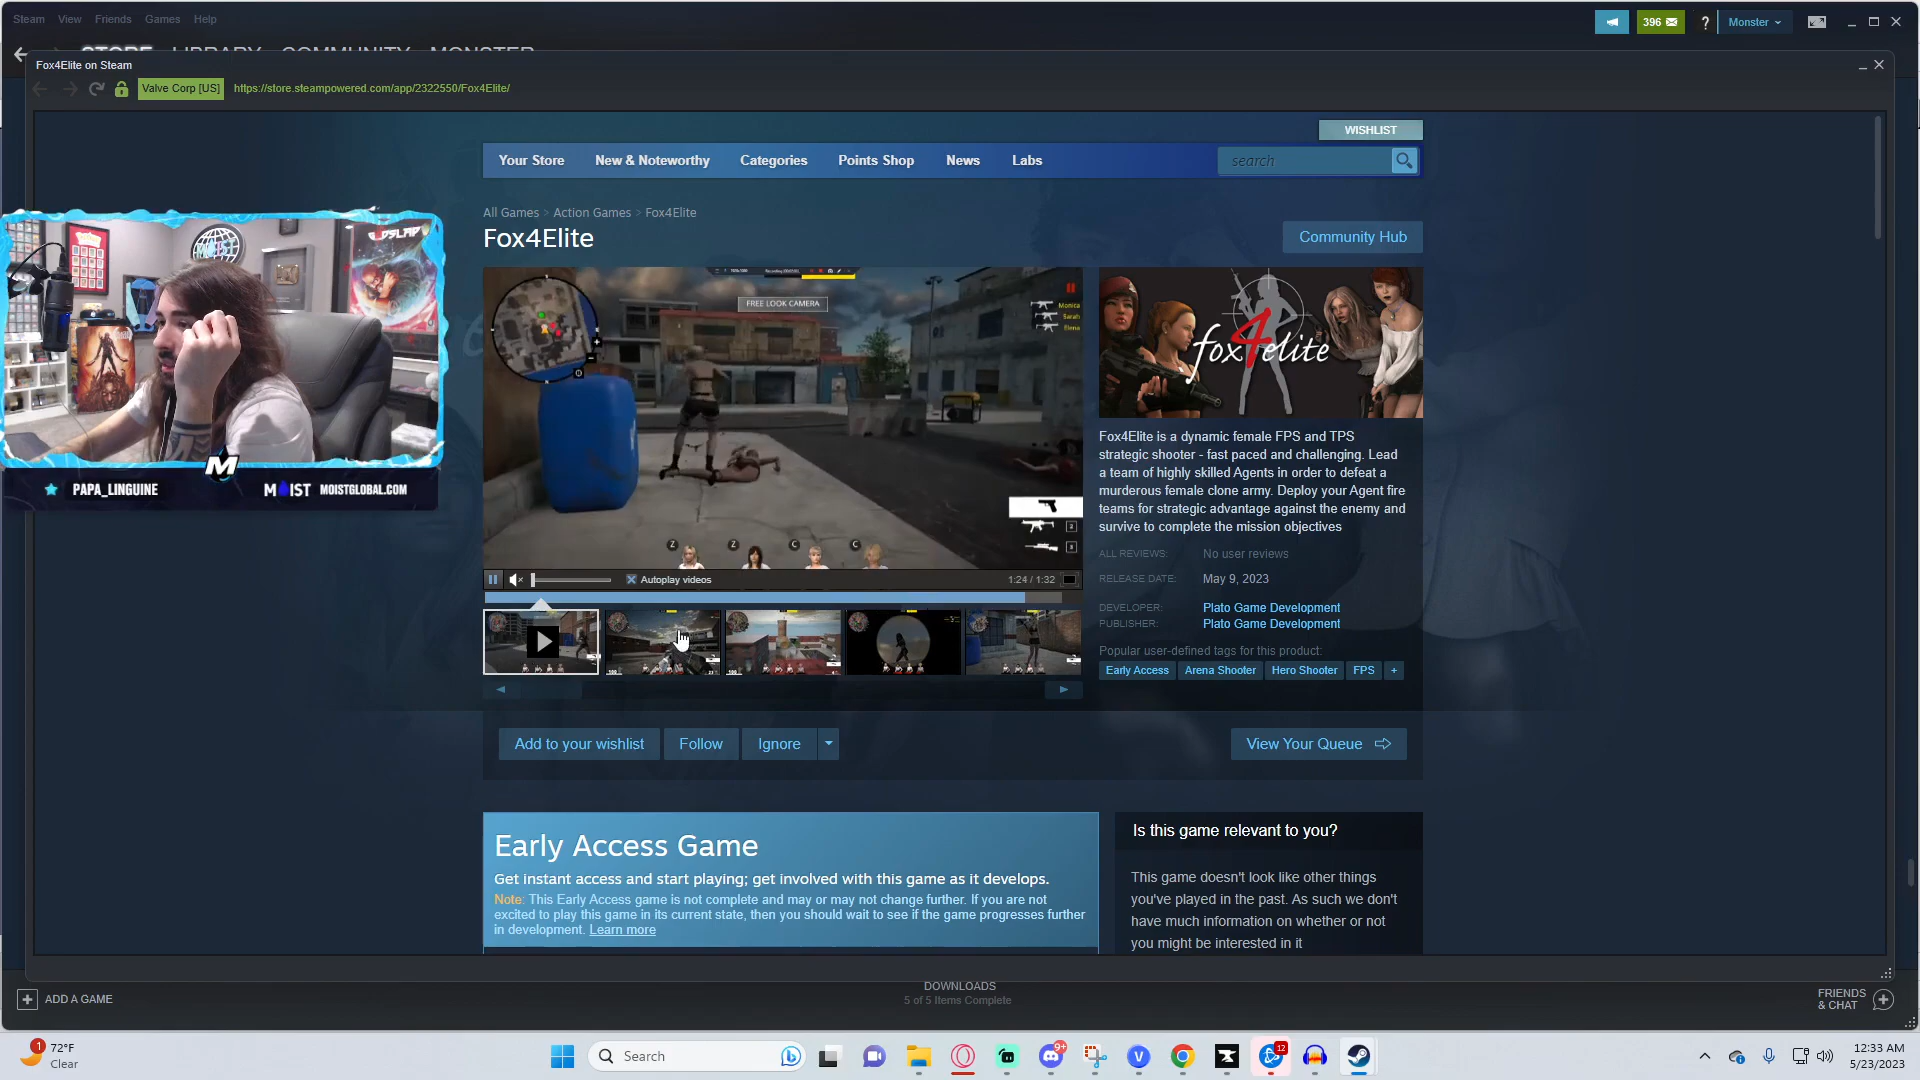 Steam View Friends Games Help
396
?
Monster
STORE LIBRARY COMMUNITY MONSTER
Fox4Elite on Steam
Valve Corp [US] https://store.steampowered.com/app/2322550/Fox4Elite/
WISHLIST
Your Store New & Noteworthy Categories Points Shop News Labs
search
All Games > Action Games > Fox4Elite
Fox4Elite
Community Hub
FREE LOOK CAMERA
Monica
Sarah
Elena
Z Z C C
2
3
fox4elite
Fox4Elite is a dynamic female FPS and TPS
strategic shooter - fast paced and challenging. Lead
a team of highly skilled Agents in order to defeat a
murderous female clone army. Deploy your Agent fire
teams for strategic advantage against the enemy and
survive to complete the mission objectives
ALL REVIEWS: No user reviews
RELEASE DATE: May 9, 2023
DEVELOPER: Plato Game Development
PUBLISHER: Plato Game Development
Popular user-defined tags for this product:
Early Access Arena Shooter Hero Shooter FPS +
Autoplay videos
1:24 / 1:32
GODSLAP
M
PAPA_LINGUINE
MOIST MOISTGLOBAL.COM
Add to your wishlist Follow Ignore
View Your Queue
Early Access Game
Get instant access and start playing; get involved with this game as it develops.
Note: This Early Access game is not complete and may or may not change further. If you are not
excited to play this game in its current state, then you should wait to see if the game progresses further
in development. Learn more
Is this game relevant to you?
This game doesn't look like other things
you've played in the past. As such we don't
have much information on whether or not
you might be interested in it
ADD A GAME
DOWNLOADS
5 of 5 Items Complete
FRIENDS
& CHAT
1
72°F
Clear
Search
9+
12
12:33 AM
5/23/2023